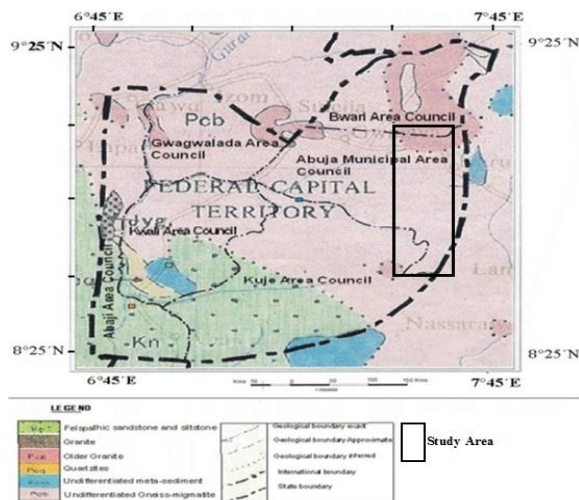 6°45′E 7°45′E
9°25′N 9°25′N
Gurai
Pcb
Bwari Area Council
Gwagwalada Area
Council
Abuja Municipal Area
Council
FEDERAL CAPITAL
TERRITORY
Kwali Area Council
Abaji Area Council
Kuje Area Council
Nassarawa
Kn
8°25′N 8°25′N
6°45′E 7°45′E
LEGEND
Felspathic sandstone and siltstone
Granite
Older Granite
Quartzites
Undifferentiated meta-sediment
Undifferentiated Gneiss-migmatite
Geological boundary exact
Geological boundary Approximate
Geological boundary inferred
International boundary
State boundary
Study Area